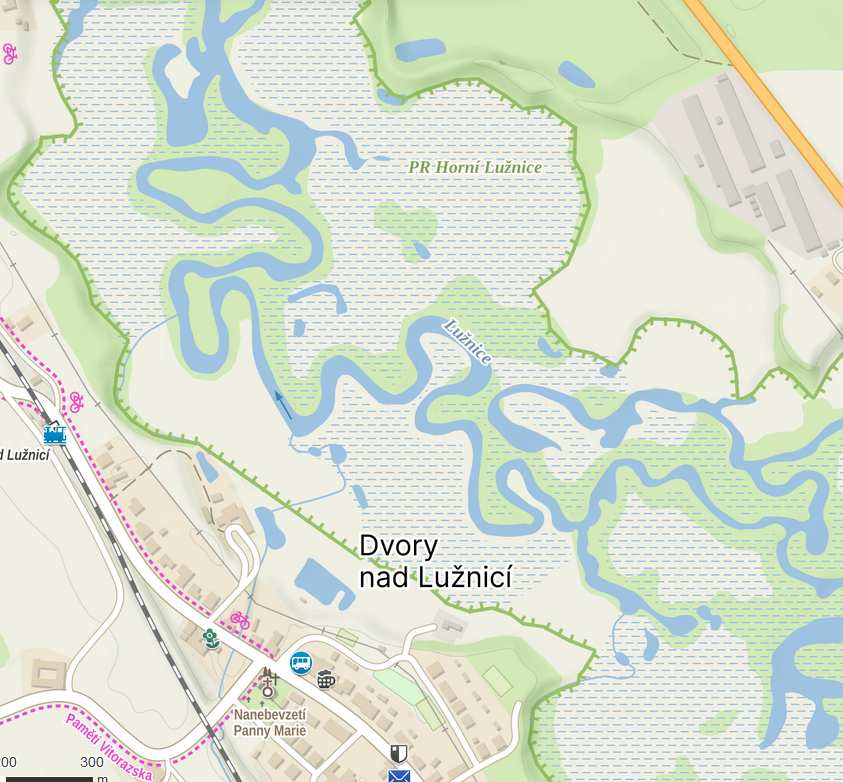 PR Horní Lužnice
Lužnice
d Lužnicí
Dvory
nad Lužnicí
Nanebevzetí
Panny Marie
Paměti Vitorazska
00 300
m